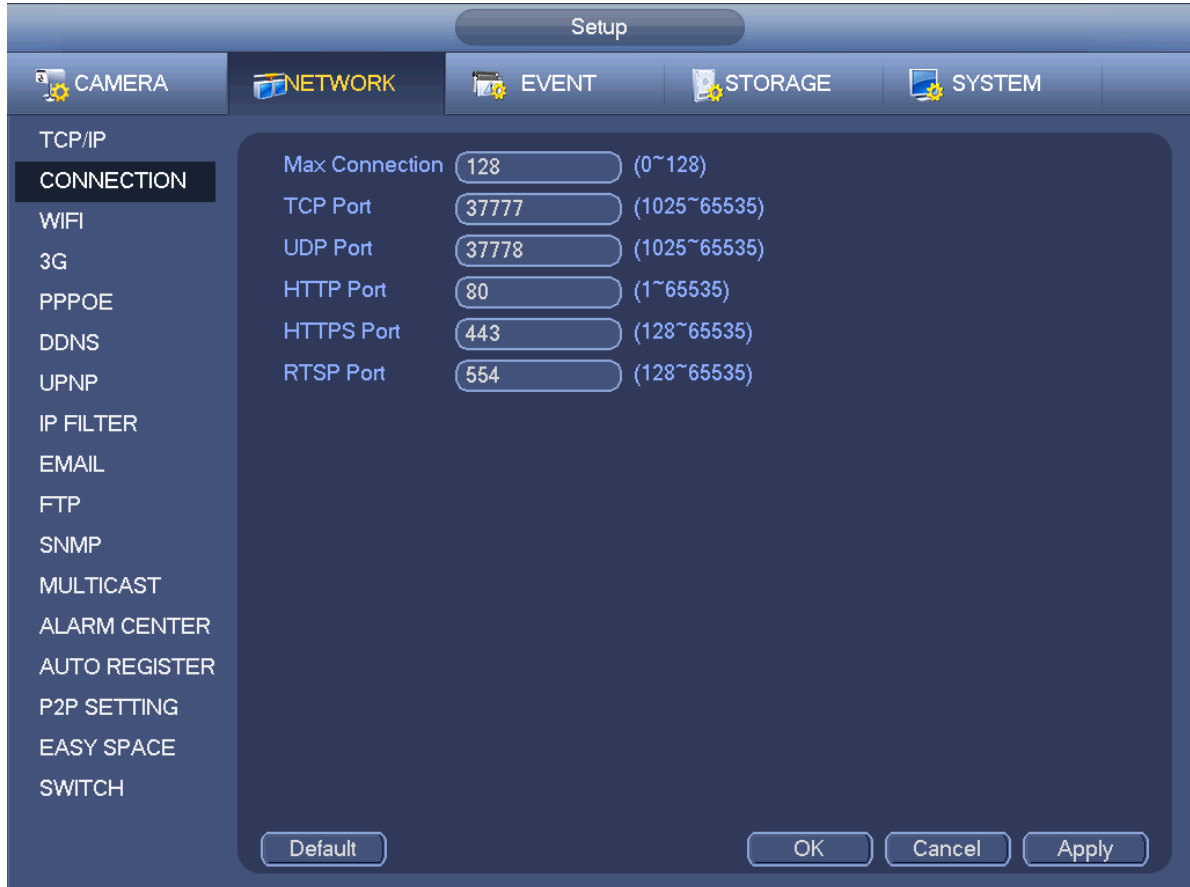 Setup
CAMERA NETWORK EVENT STORAGE SYSTEM
TCP/IP
CONNECTION
WIFI
3G
PPPOE
DDNS
UPNP
IP FILTER
EMAIL
FTP
SNMP
MULTICAST
ALARM CENTER
AUTO REGISTER
P2P SETTING
EASY SPACE
SWITCH
Max Connection 128 (0~128)
TCP Port 37777 (1025~65535)
UDP Port 37778 (1025~65535)
HTTP Port 80 (1~65535)
HTTPS Port 443 (128~65535)
RTSP Port 554 (128~65535)
Default OK Cancel Apply